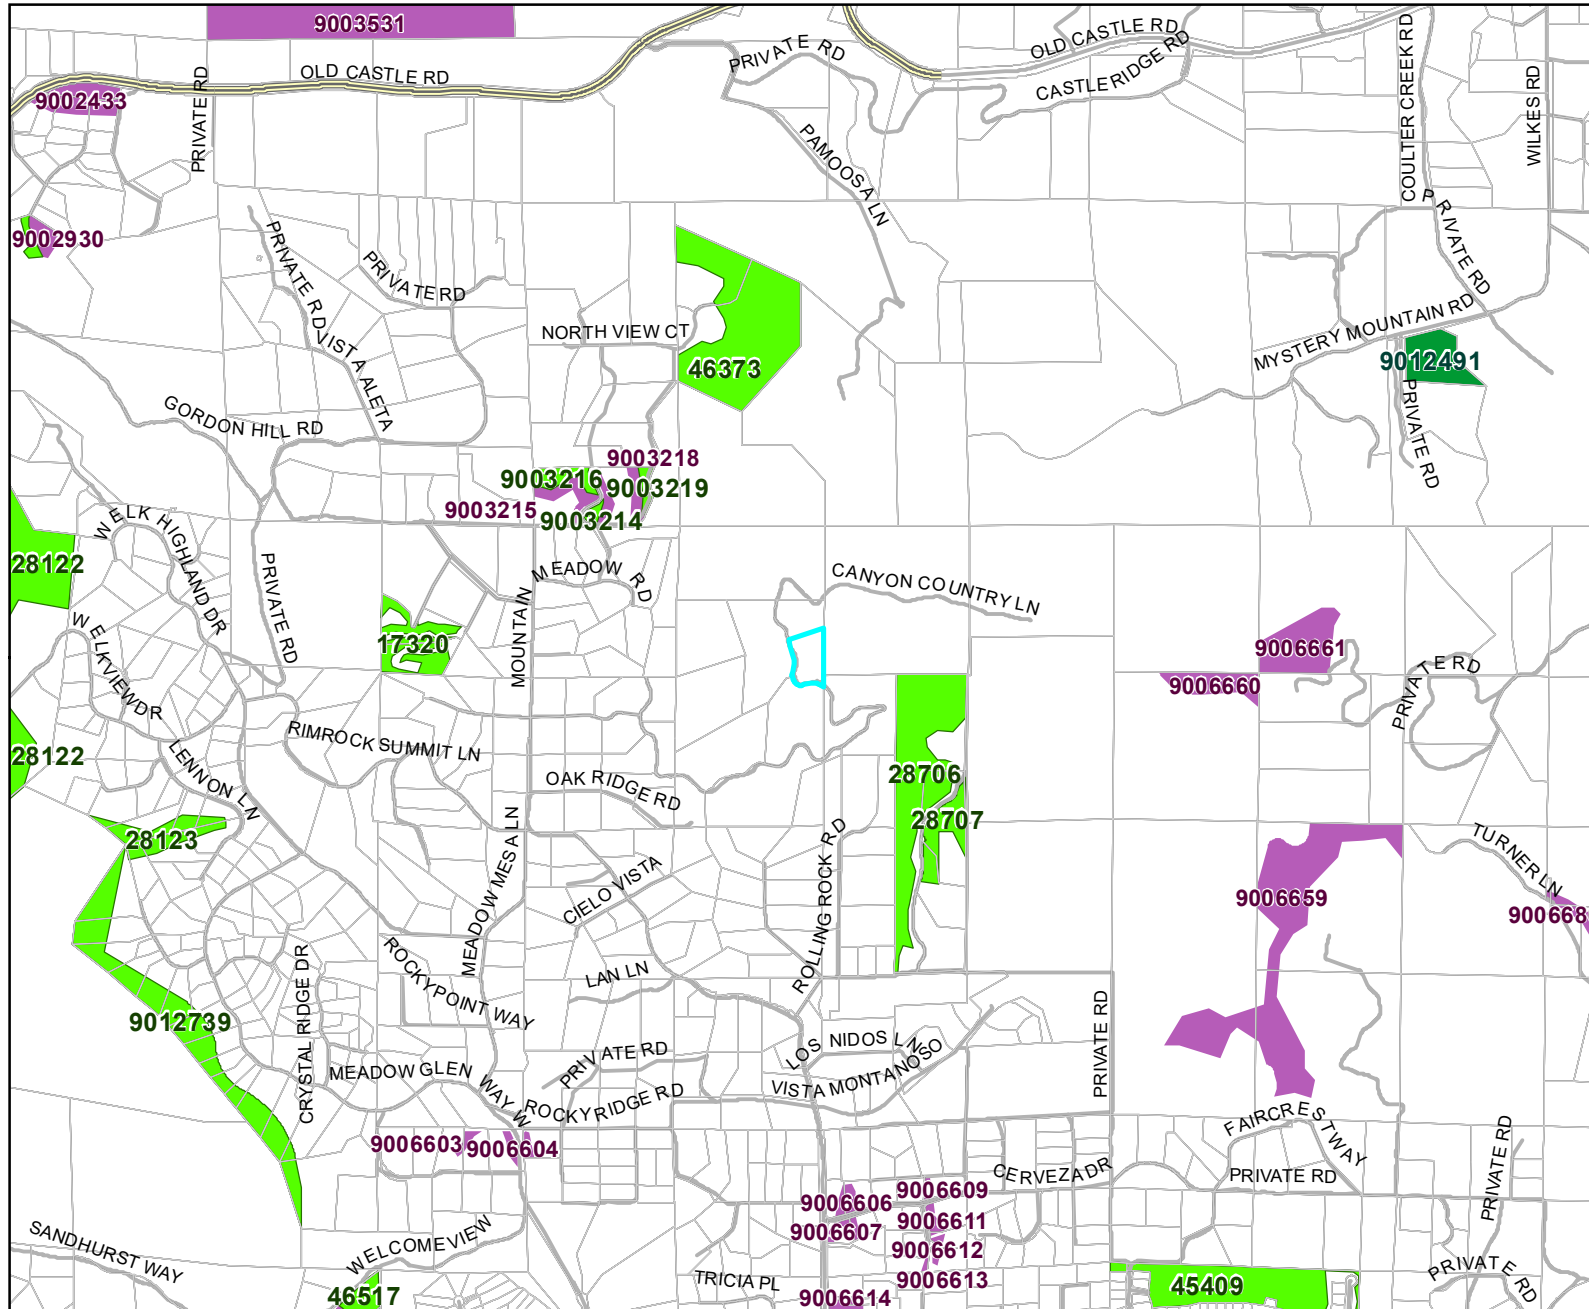 9003531
OLD CASTLE RD
PRIVATE RD
OLD CASTLE RD
CASTLERIDGE RD
COULTER CREEK RD
WILKES RD
9002433
PRIVATE RD
PAMOOSA LN
9002930
PRIVATE RD
PRIVATE RD
PRIVATE RD
VISTA ALETA
NORTH VIEW CT
46373
MYSTERY MOUNTAIN RD
9012491
PRIVATE RD
GORDON HILL RD
9003218
9003216
9003219
9003215
9003214
28122
W ELK HIGHLAND DR
PRIVATE RD
MOUNTAIN
MEADOW RD
CANYON COUNTRY LN
17320
9006661
9006660
PRIVATE RD
W ELKVIEW DR
28122
LENNON LN
RIMROCK SUMMIT LN
OAK RIDGE RD
28706
28707
28123
MEADOW MESA LN
CIELO VISTA
ROLLING ROCK RD
TURNER LN
9006659
900668
CRYSTAL RIDGE DR
ROCKYPOINT WAY
LAN LN
9012739
PRIVATE RD
LOS NIDOS LN
VISTA MONTANOSO
PRIVATE RD
MEADOW GLEN WAY W
ROCKY RIDGE RD
FAIRCREST WAY
PRIVATE RD
9006603
9006604
CERVEZA DR
PRIVATE RD
9006606
9006609
9006607
9006611
9006612
9006613
9006614
SANDHURST WAY
WELCOME VIEW
46517
TRICIA PL
45409
PRIVATE RD